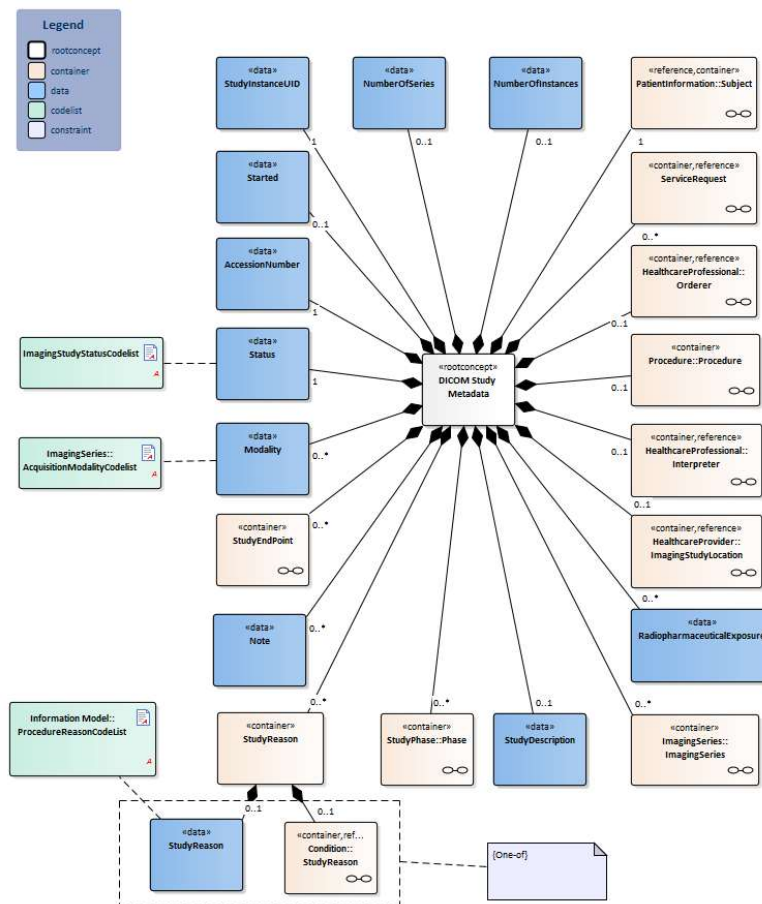 Legend
rootconcept
container
data
codelist
constraint
«data»
StudyInstanceUID
1
«data»
NumberOfSeries
0..1
«data»
NumberOfInstances
0..1
«reference,container»
PatientInformation::Subject
1
«data»
Started
0..1
«container,reference»
ServiceRequest
0..*
«data»
AccessionNumber
1
«container,reference»
HealthcareProfessional::
Orderer
0..1
ImagingStudyStatusCodelist
A
«data»
Status
1
«rootconcept»
DICOM Study
Metadata
«container»
Procedure::Procedure
0..1
ImagingSeries::
AcquisitionModalityCodelist
A
«data»
Modality
0..*
«container,reference»
HealthcareProfessional::
Interpreter
0..1
«container»
StudyEndPoint
0..*
0..1
«container,reference»
HealthcareProvider::
ImagingStudyLocation
«data»
Note
0..*
0..*
«data»
RadiopharmaceuticalExposure
Information Model::
ProcedureReasonCodeList
A
«container»
StudyReason
0..*
«container»
StudyPhase::Phase
0..*
«data»
StudyDescription
0..1
«container»
ImagingSeries::
ImagingSeries
0..*
0..1
0..1
«data»
StudyReason
«container,ref...
Condition::
StudyReason
{One-of}